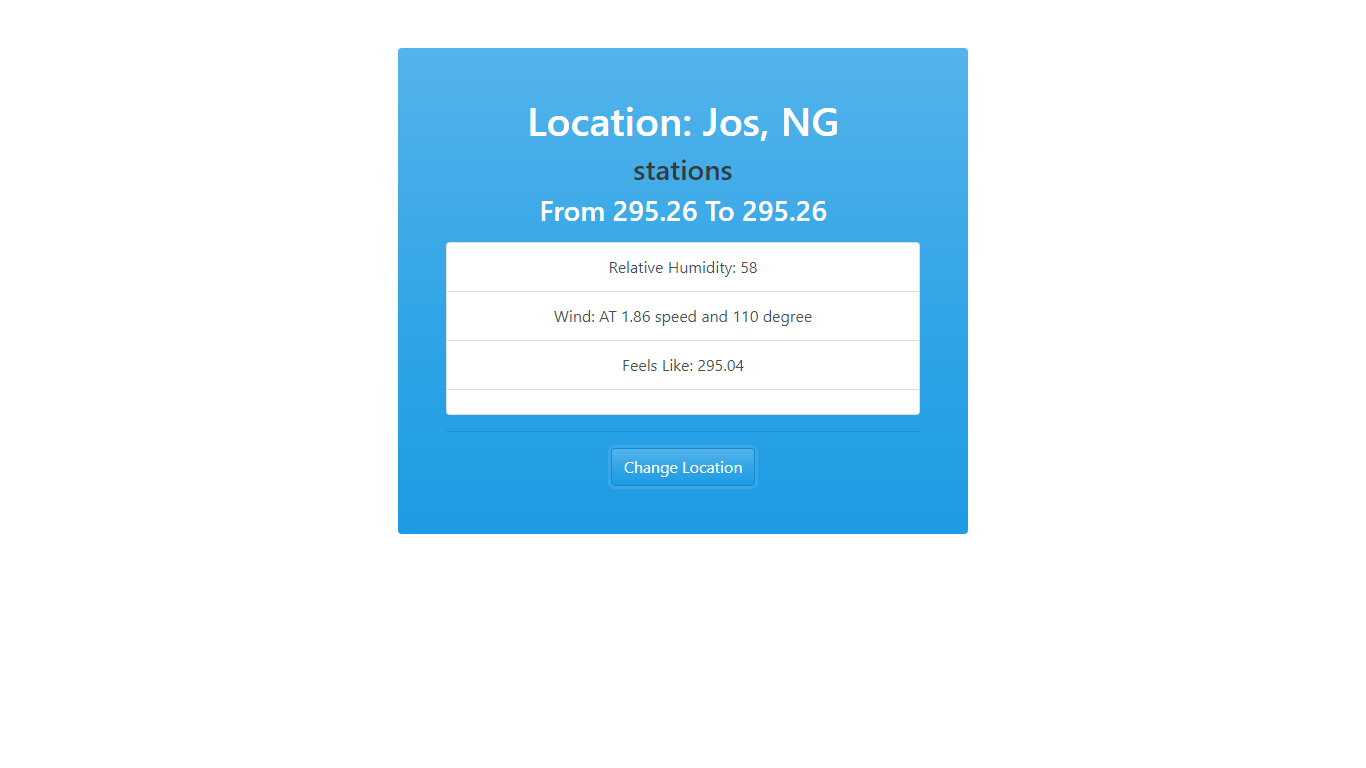 Location: Jos, NG
stations
From 295.26 To 295.26
Relative Humidity: 58
Wind: AT 1.86 speed and 110 degree
Feels Like: 295.04
Change Location